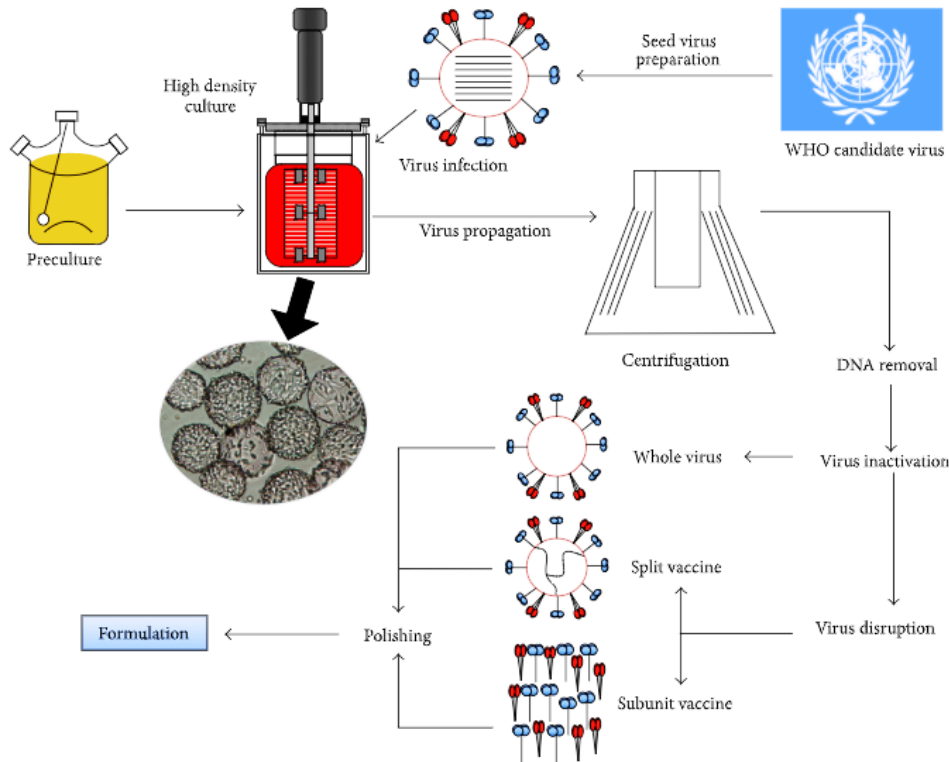 High density
culture
Seed virus
preparation
WHO candidate virus
Virus infection
Preculture
Virus propagation
Centrifugation
DNA removal
Virus inactivation
Whole virus
Split vaccine
Virus disruption
Formulation
Polishing
Subunit vaccine